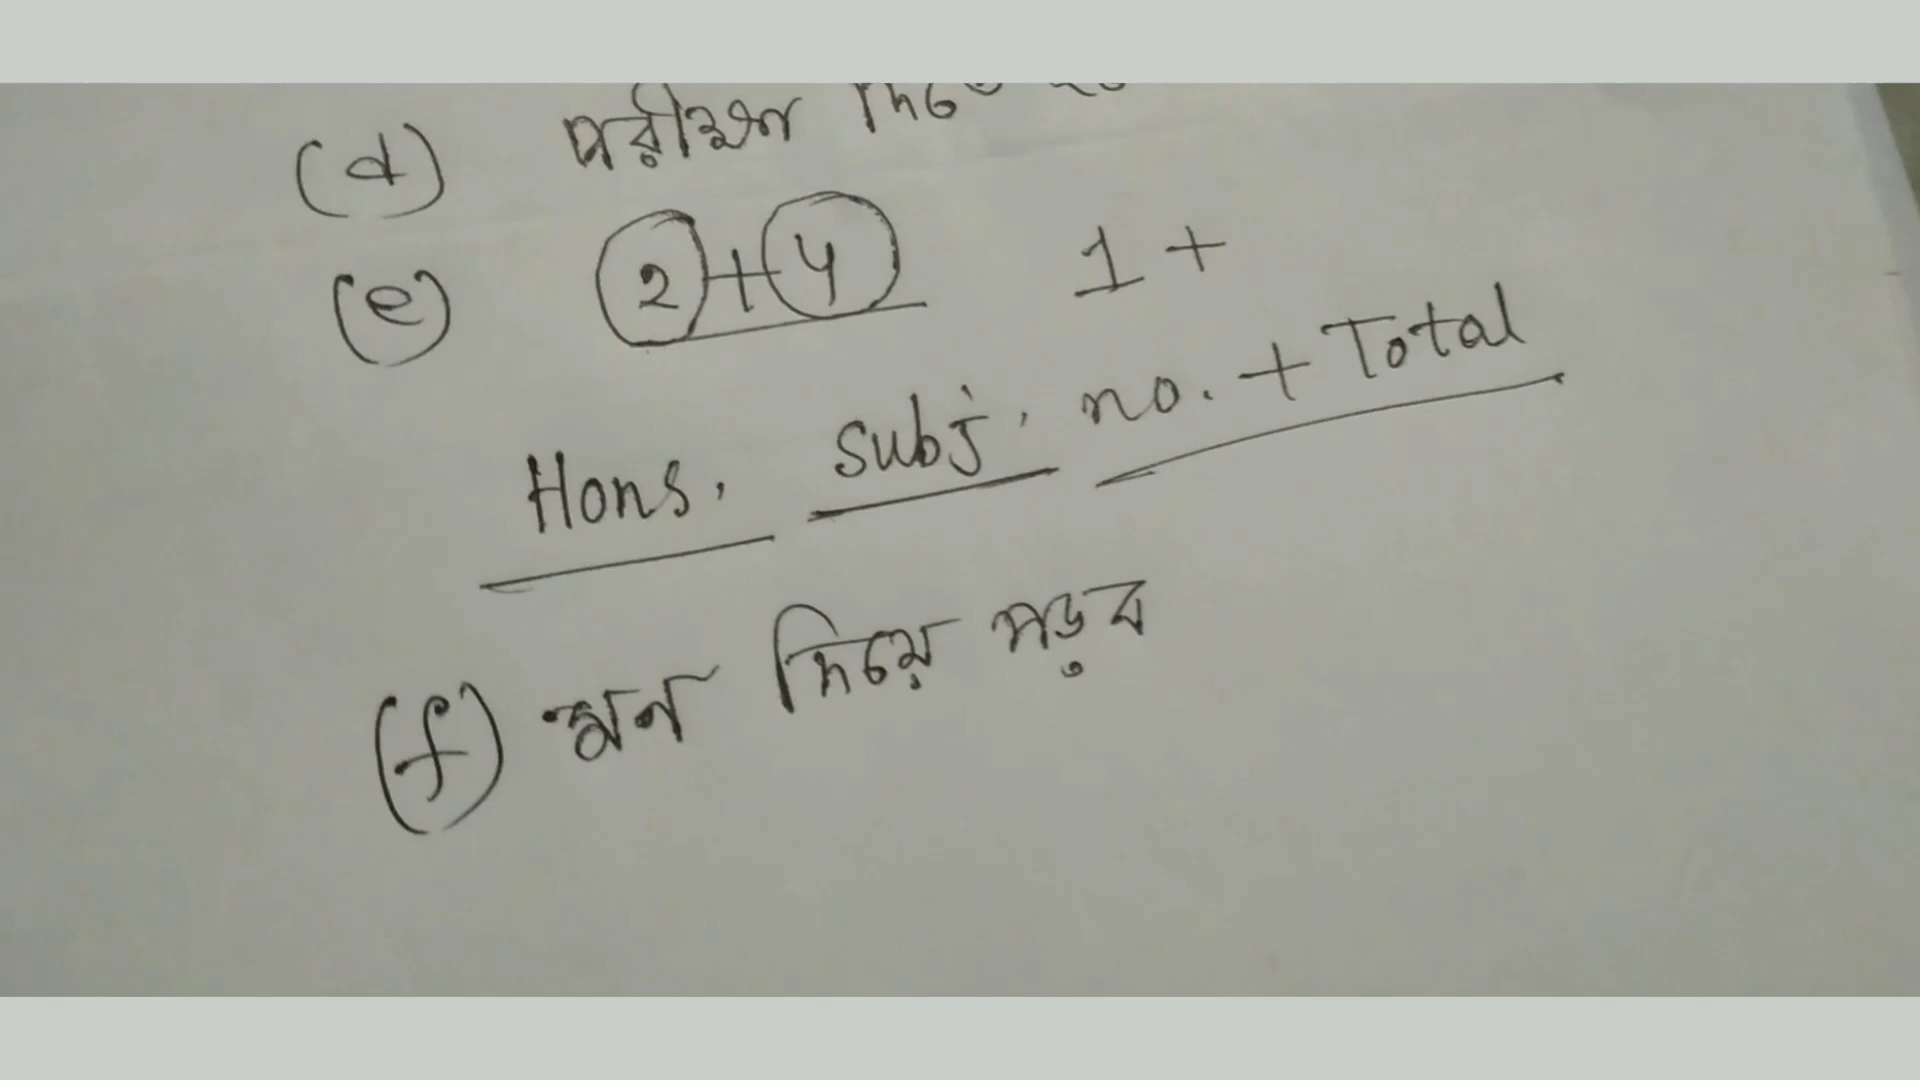 (d) পরীক্ষা
(e) 2 + 4 1 +
Hons. Subj. no. + Total
(f) মন দিয়ে পড়ব